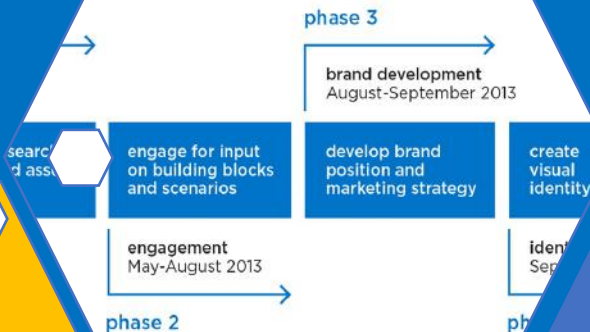 phase 3
brand development
August-September 2013
engage for input
on building blocks
and scenarios
develop brand
position and
marketing strategy
create
visual
identity
engagement
May-August 2013
phase 2